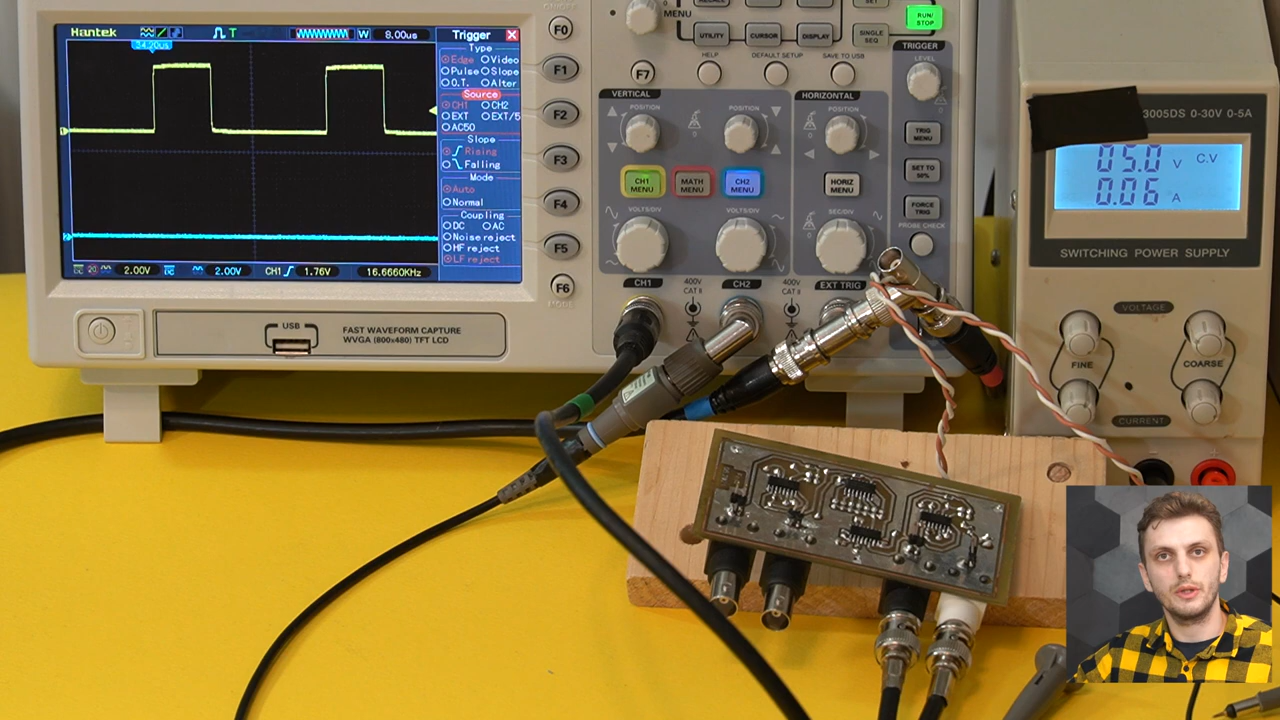 Hantek
T
W
8.00us
34.20us
Trigger
Type
Edge Video
Pulse Slope
O.T. Alter
Source
CH1 CH2
EXT EXT/5
AC50
Slope
Rising
Falling
Mode
Auto
Normal
Coupling
DC AC
Noise reject
HF reject
LF reject
2.00V
2.00V
CH1
1.76V
16.6660KHz
USB
FAST WAVEFORM CAPTURE
WVGA (800x480) TFT LCD
F0
F1
F2
F3
F4
F5
F6
MODE
MENU
UTILITY
CURSOR
DISPLAY
SINGLE
SEQ
RUN/
STOP
HELP
DEFAULT SETUP
SAVE TO USB
F7
VERTICAL
POSITION
POSITION
CH1
MENU
MATH
MENU
CH2
MENU
VOLTS/DIV
VOLTS/DIV
HORIZONTAL
POSITION
HORIZ
MENU
SEC/DIV
TRIGGER
LEVEL
TRIG
MENU
SET TO
50%
FORCE
TRIG
PROBE CHECK
CH1
400V
CAT II
CH2
400V
CAT II
EXT TRIG
3005DS 0-30V 0-5A
05.0 V C.V
0.06 A
SWITCHING POWER SUPPLY
VOLTAGE
FINE
COARSE
CURRENT